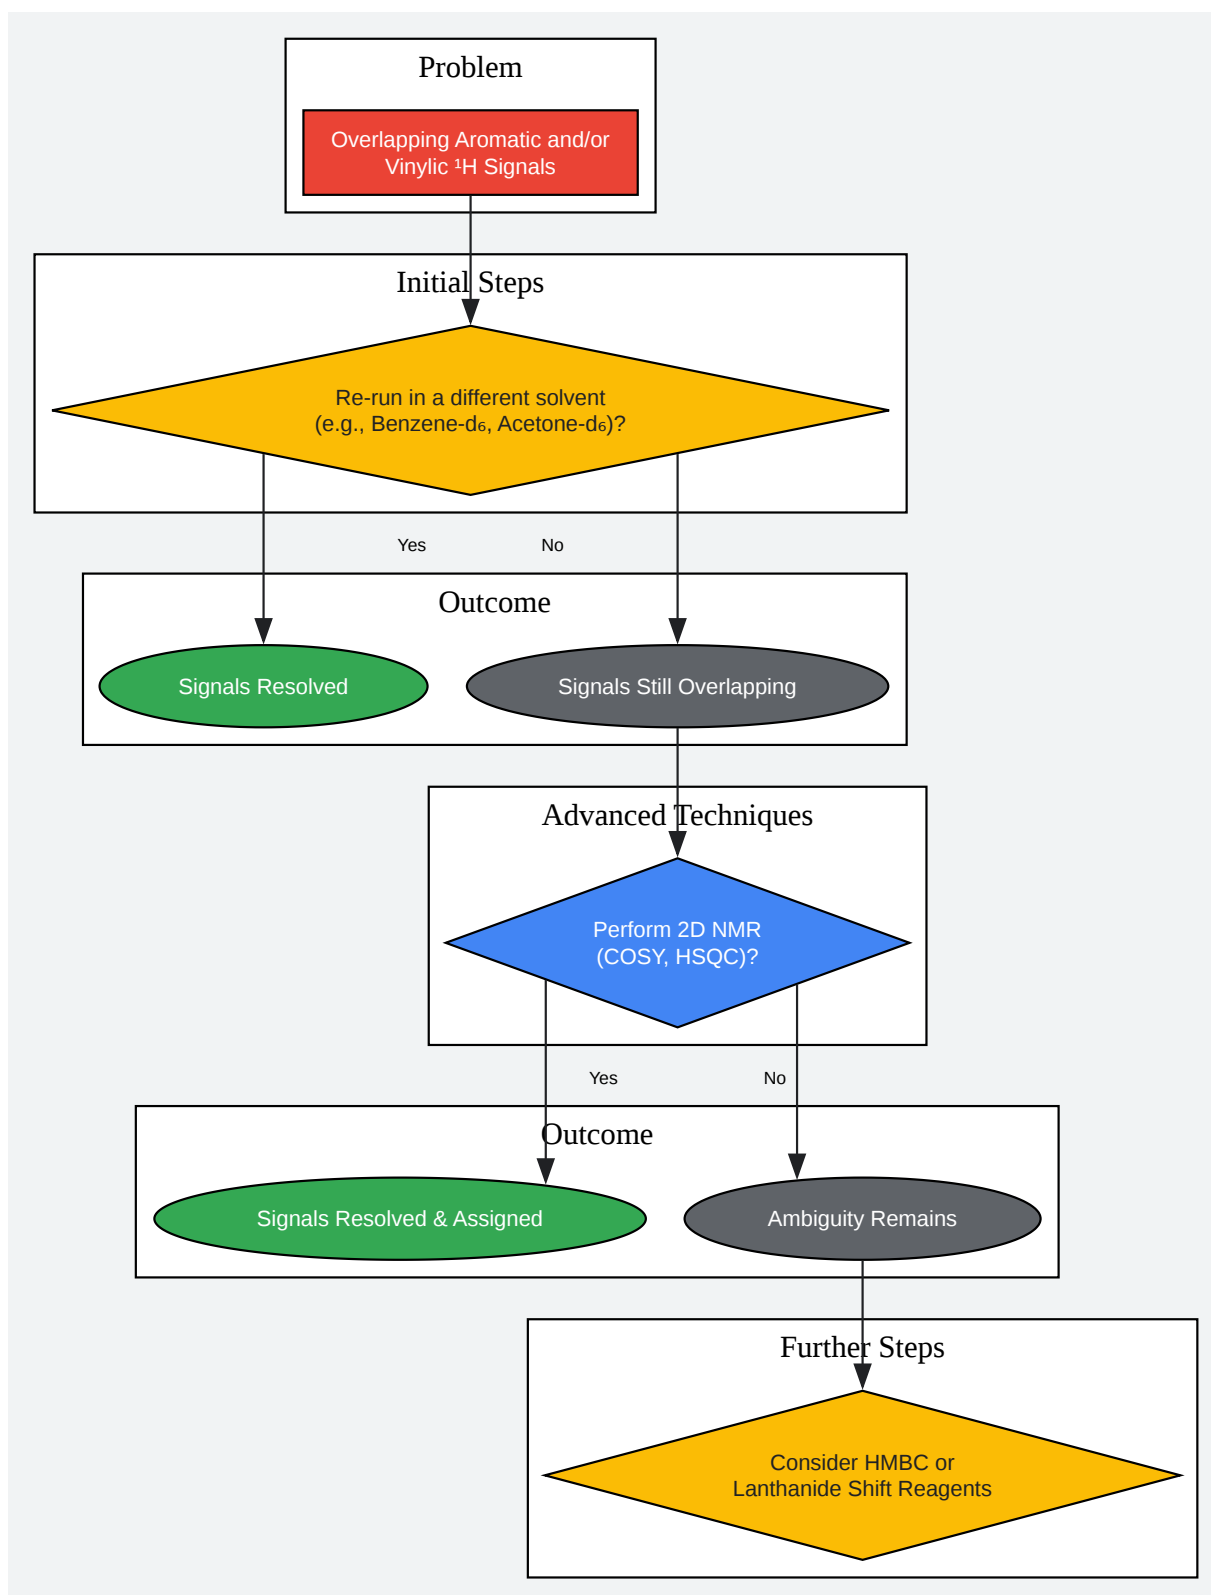 Problem
Overlapping Aromatic and/or
Vinylic ¹H Signals
Initial Steps
Re-run in a different solvent
(e.g., Benzene-d₆, Acetone-d₆)?
Yes
No
Outcome
Signals Resolved
Signals Still Overlapping
Advanced Techniques
Perform 2D NMR
(COSY, HSQC)?
Yes
No
Outcome
Signals Resolved & Assigned
Ambiguity Remains
Further Steps
Consider HMBC or
Lanthanide Shift Reagents